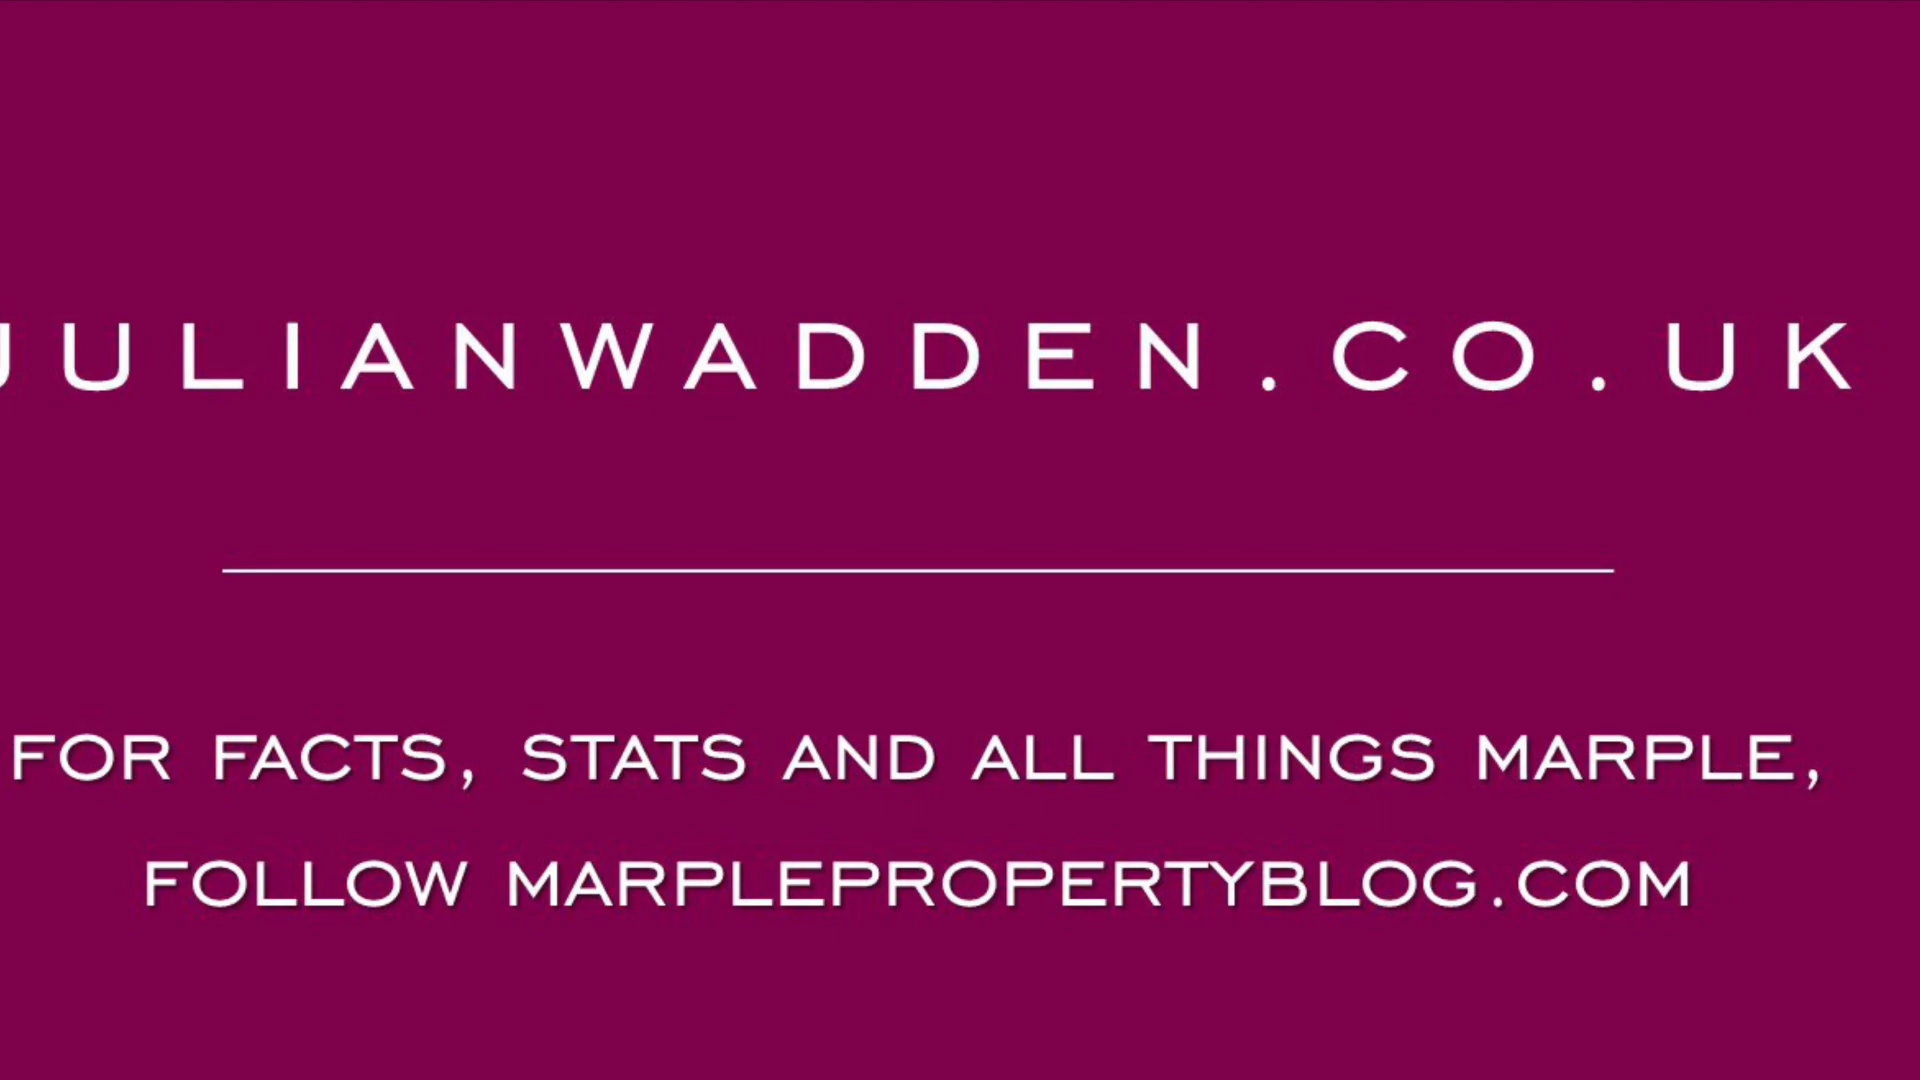 JULIANWADDEN.CO.UK
FOR FACTS, STATS AND ALL THINGS MARPLE,
FOLLOW MARPLEPROPERTYBLOG.COM